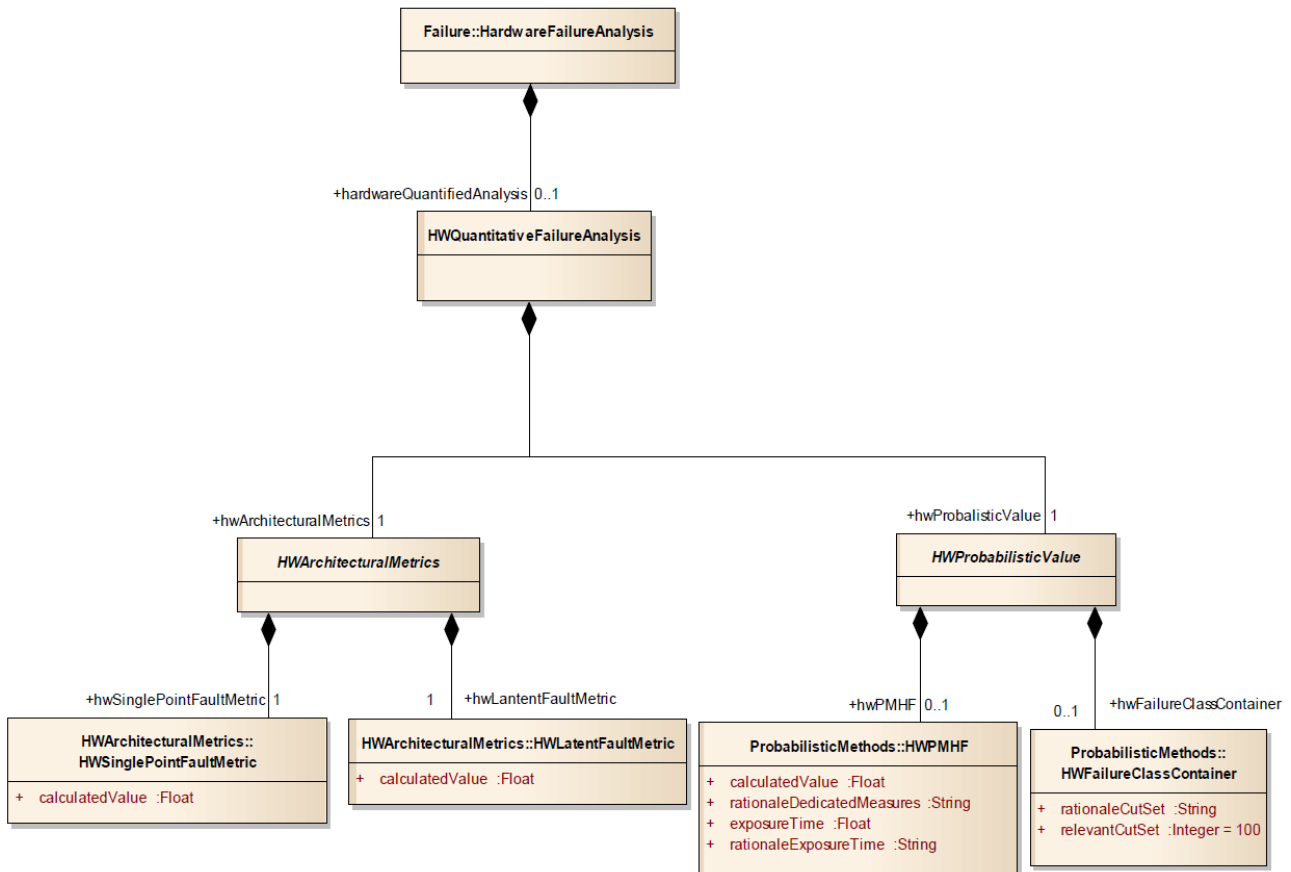 Failure::HardwareFailureAnalysis
+hardwareQuantifiedAnalysis 0..1
HWQuantitativeFailureAnalysis
+hwArchitecturalMetrics 1
+hwProbalisticValue 1
HWArchitecturalMetrics
HWProbabilisticValue
+hwSinglePointFaultMetric 1
1 +hwLantentFaultMetric
+hwPMHF 0..1
0..1 +hwFailureClassContainer
HWArchitecturalMetrics::
HWSinglePointFaultMetric
+ calculatedValue :Float
HWArchitecturalMetrics::HWLatentFaultMetric
+ calculatedValue :Float
ProbabilisticMethods::HWPMHF
+ calculatedValue :Float
+ rationaleDedicatedMeasures :String
+ exposureTime :Float
+ rationaleExposureTime :String
ProbabilisticMethods::
HWFailureClassContainer
+ rationaleCutSet :String
+ relevantCutSet :Integer = 100